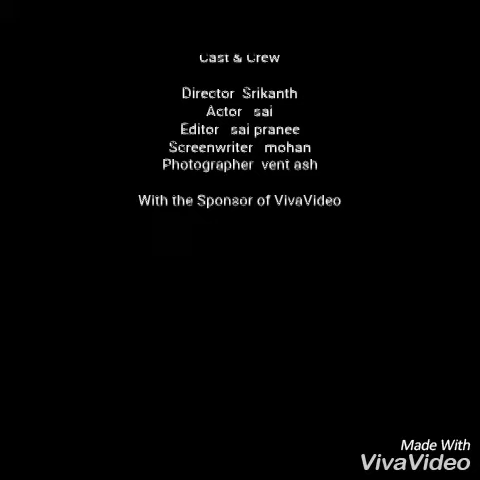 Cast & Crew
Director Srikanth
Actor sai
Editor sai pranee
Screenwriter mohan
Photographer vent ash
With the Sponsor of VivaVideo
Made With
VivaVideo